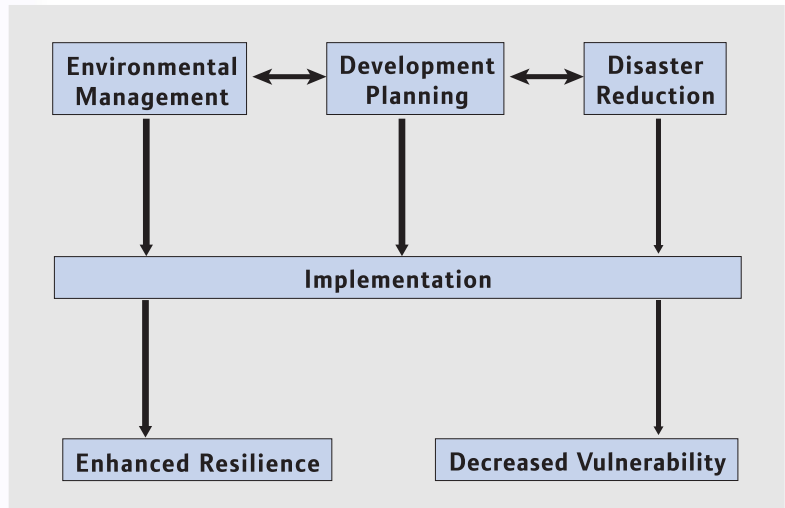 Environmental
Management
Development
Planning
Disaster
Reduction
Implementation
Enhanced Resilience
Decreased Vulnerability